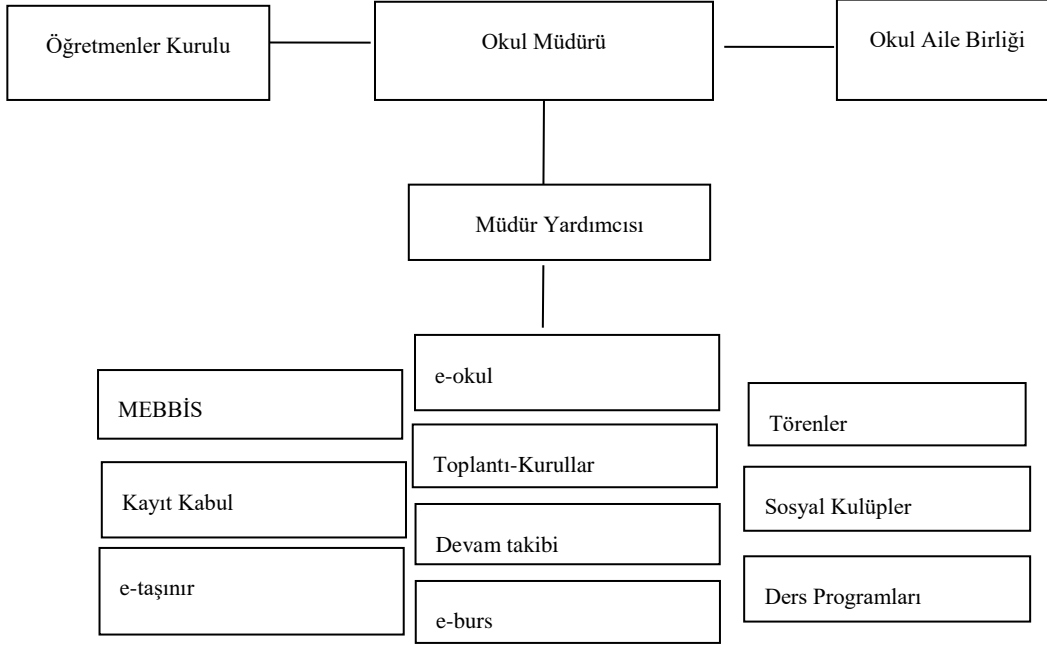 Öğretmenler Kurulu
Okul Müdürü
Okul Aile Birliği
Müdür Yardımcısı
e-okul
MEBBİS
Törenler
Toplantı-Kurullar
Kayıt Kabul
Sosyal Kulüpler
Devam takibi
e-taşınır
Ders Programları
e-burs